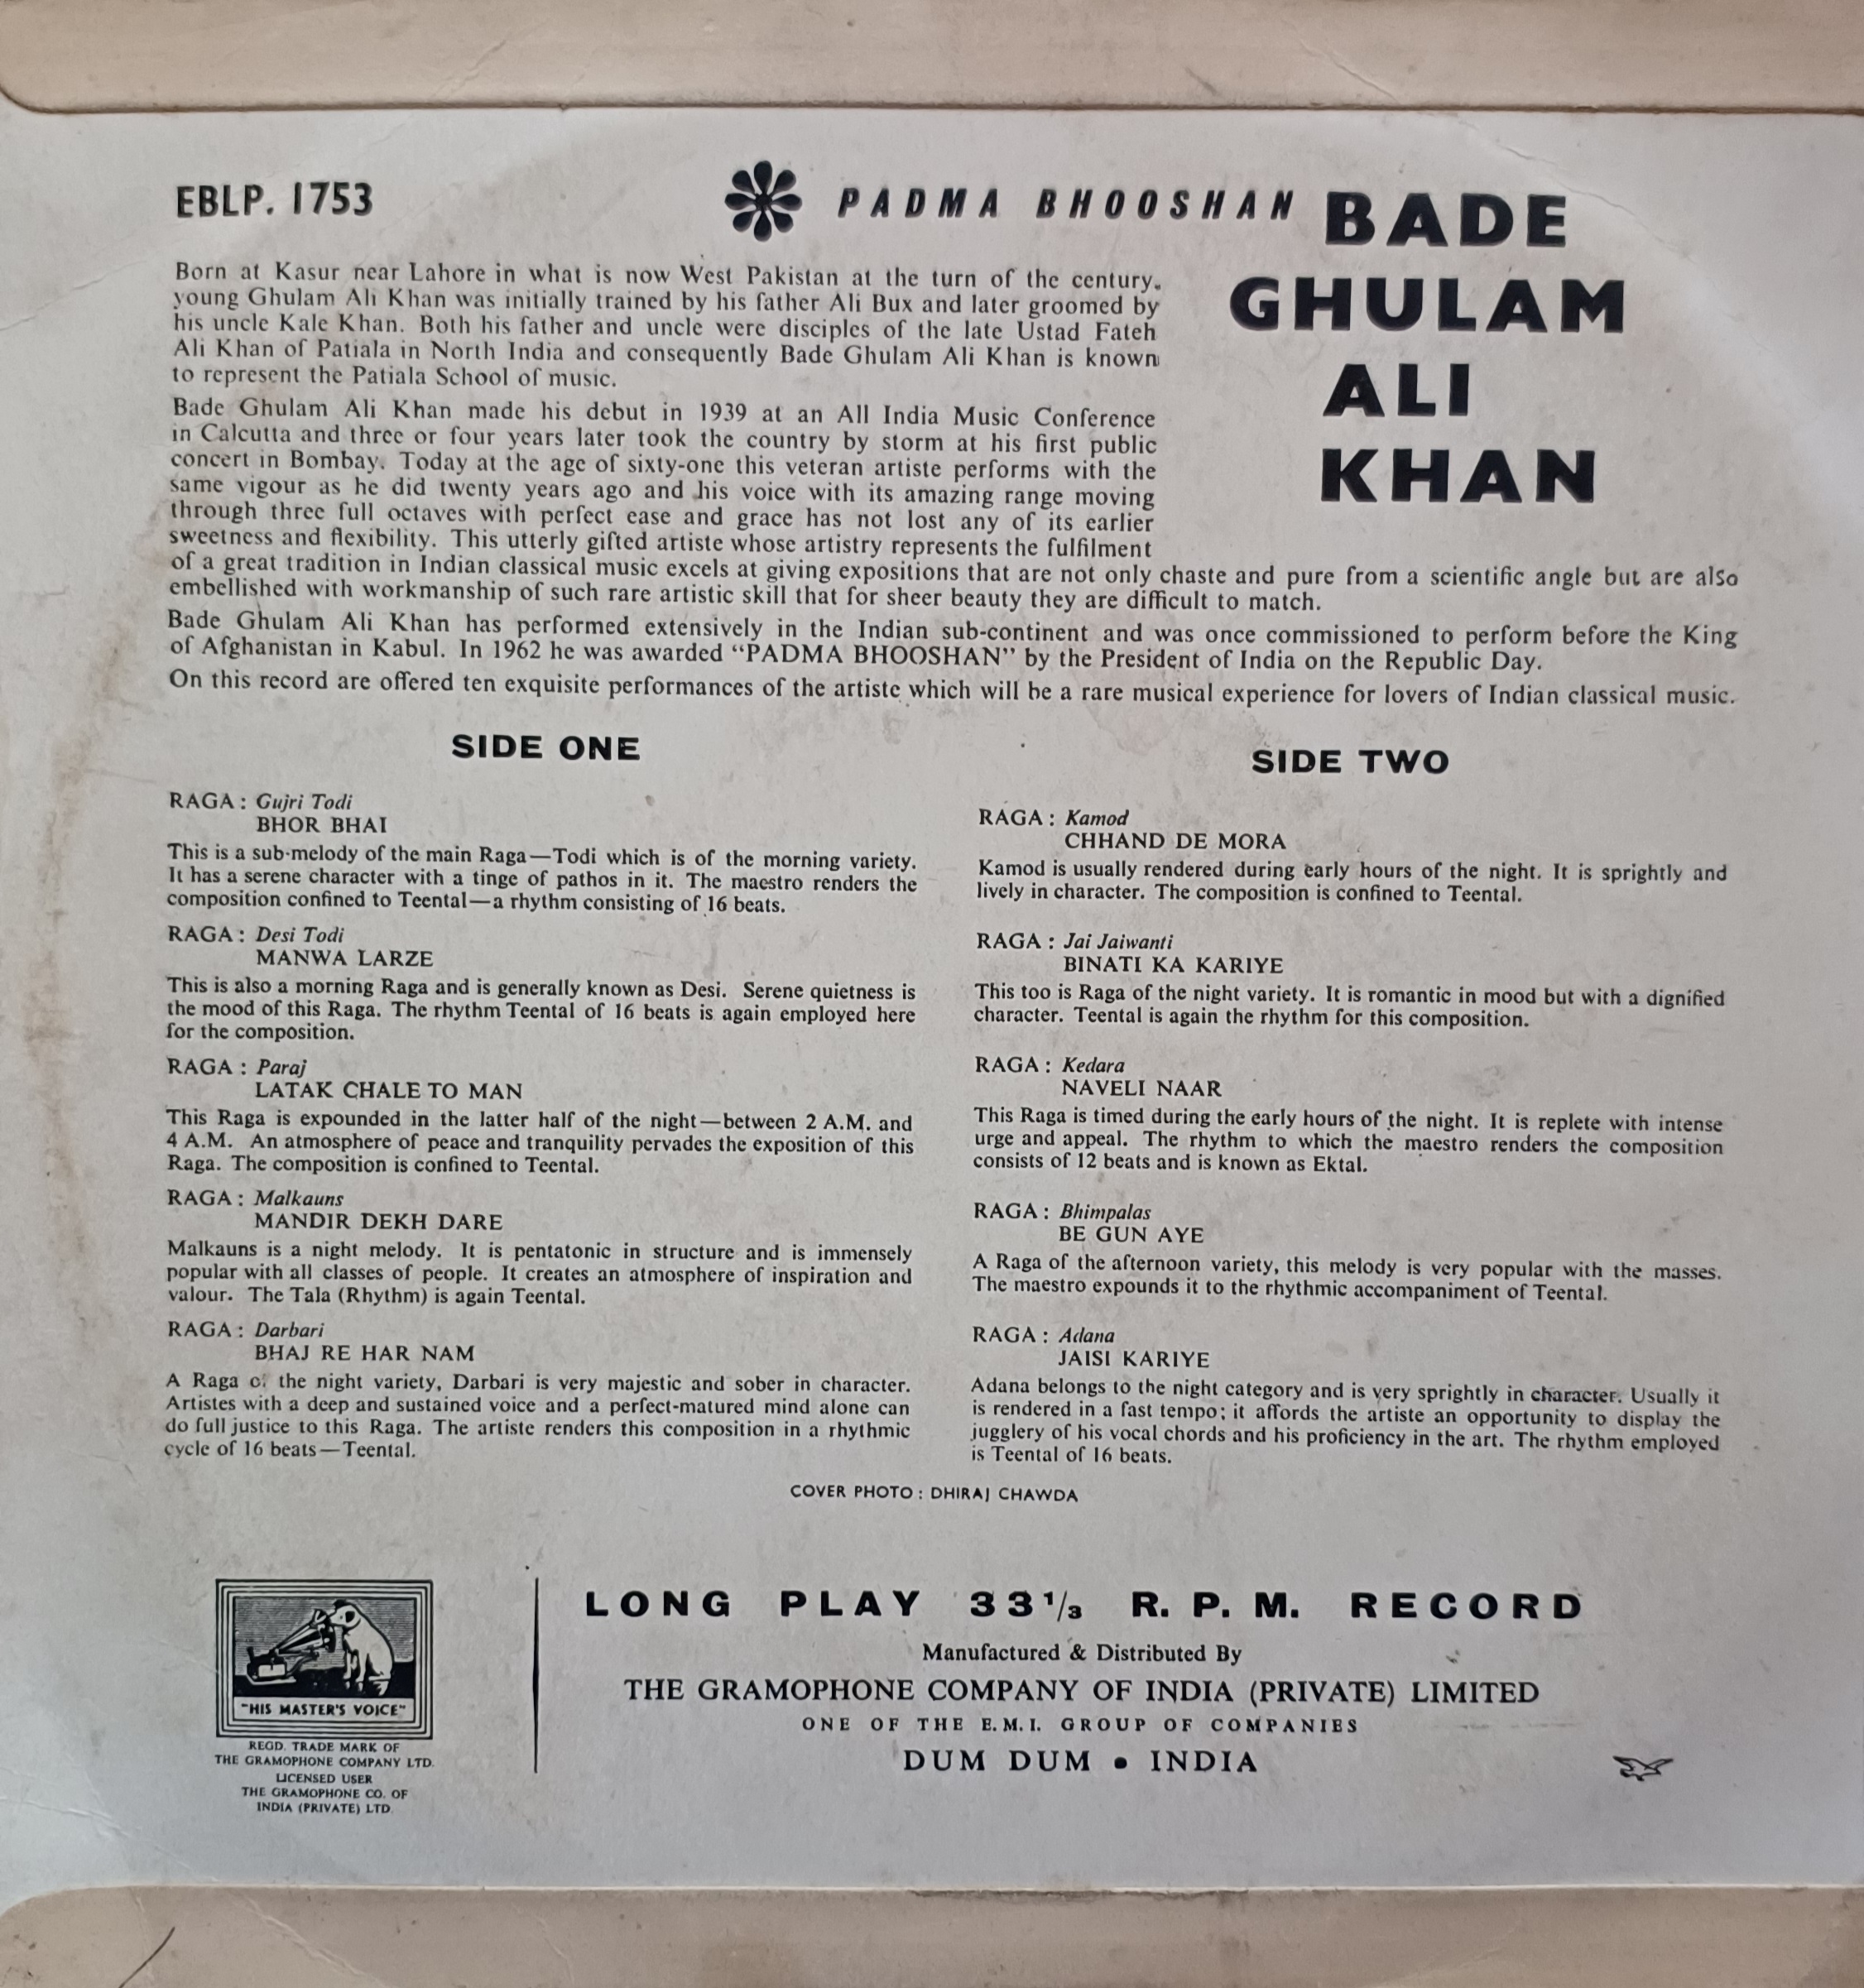 EBLP. 1753
PADMA BHOOSHAN BADE
GHULAM
ALI
KHAN
Born at Kasur near Lahore in what is now West Pakistan at the turn of the century,
young Ghulam Ali Khan was initially trained by his father Ali Bux and later groomed by
his uncle Kale Khan. Both his father and uncle were disciples of the late Ustad Fateh
Ali Khan of Patiala in North India and consequently Bade Ghulam Ali Khan is known
to represent the Patiala School of music.
Bade Ghulam Ali Khan made his debut in 1939 at an All India Music Conference
in Calcutta and three or four years later took the country by storm at his first public
concert in Bombay. Today at the age of sixty-one this veteran artiste performs with the
same vigour as he did twenty years ago and his voice with its amazing range moving
through three full octaves with perfect ease and grace has not lost any of its earlier
sweetness and flexibility. This utterly gifted artiste whose artistry represents the fulfilment
of a great tradition in Indian classical music excels at giving expositions that are not only chaste and pure from a scientific angle but are also
embellished with workmanship of such rare artistic skill that for sheer beauty they are difficult to match.
Bade Ghulam Ali Khan has performed extensively in the Indian sub-continent and was once commissioned to perform before the King
of Afghanistan in Kabul. In 1962 he was awarded “PADMA BHOOSHAN” by the President of India on the Republic Day.
On this record are offered ten exquisite performances of the artiste which will be a rare musical experience for lovers of Indian classical music.
SIDE ONE
RAGA : Gujri Todi
BHOR BHAI
This is a sub-melody of the main Raga—Todi which is of the morning variety.
It has a serene character with a tinge of pathos in it. The maestro renders the
composition confined to Teental—a rhythm consisting of 16 beats.
RAGA : Desi Todi
MANWA LARZE
This is also a morning Raga and is generally known as Desi. Serene quietness is
the mood of this Raga. The rhythm Teental of 16 beats is again employed here
for the composition.
RAGA : Paraj
LATAK CHALE TO MAN
This Raga is expounded in the latter half of the night—between 2 A.M. and
4 A.M. An atmosphere of peace and tranquility pervades the exposition of this
Raga. The composition is confined to Teental.
RAGA : Malkauns
MANDIR DEKH DARE
Malkauns is a night melody. It is pentatonic in structure and is immensely
popular with all classes of people. It creates an atmosphere of inspiration and
valour. The Tala (Rhythm) is again Teental.
RAGA : Darbari
BHAJ RE HAR NAM
A Raga of the night variety, Darbari is very majestic and sober in character.
Artistes with a deep and sustained voice and a perfect-matured mind alone can
do full justice to this Raga. The artiste renders this composition in a rhythmic
cycle of 16 beats—Teental.
SIDE TWO
RAGA : Kamod
CHHAND DE MORA
Kamod is usually rendered during early hours of the night. It is sprightly and
lively in character. The composition is confined to Teental.
RAGA : Jai Jaiwanti
BINATI KA KARIYE
This too is Raga of the night variety. It is romantic in mood but with a dignified
character. Teental is again the rhythm for this composition.
RAGA : Kedara
NAVELI NAAR
This Raga is timed during the early hours of the night. It is replete with intense
urge and appeal. The rhythm to which the maestro renders the composition
consists of 12 beats and is known as Ektal.
RAGA : Bhimpalas
BE GUN AYE
A Raga of the afternoon variety, this melody is very popular with the masses.
The maestro expounds it to the rhythmic accompaniment of Teental.
RAGA : Adana
JAISI KARIYE
Adana belongs to the night category and is very sprightly in character. Usually it
is rendered in a fast tempo; it affords the artiste an opportunity to display the
jugglery of his vocal chords and his proficiency in the art. The rhythm employed
is Teental of 16 beats.
COVER PHOTO : DHIRAJ CHAWDA
"HIS MASTER'S VOICE"
REGD. TRADE MARK OF
THE GRAMOPHONE COMPANY LTD.
LICENSED USER
THE GRAMOPHONE CO. OF
INDIA (PRIVATE) LTD.
LONG PLAY 33 1/3 R. P. M. RECORD
Manufactured & Distributed By
THE GRAMOPHONE COMPANY OF INDIA (PRIVATE) LIMITED
ONE OF THE E.M.I. GROUP OF COMPANIES
DUM DUM • INDIA